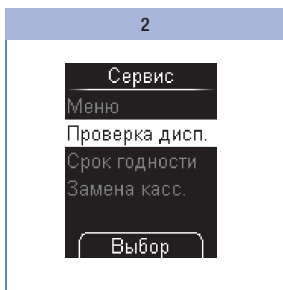 2
Сервис
Меню
Проверка дисп.
Срок годности
Замена касс.
Выбор